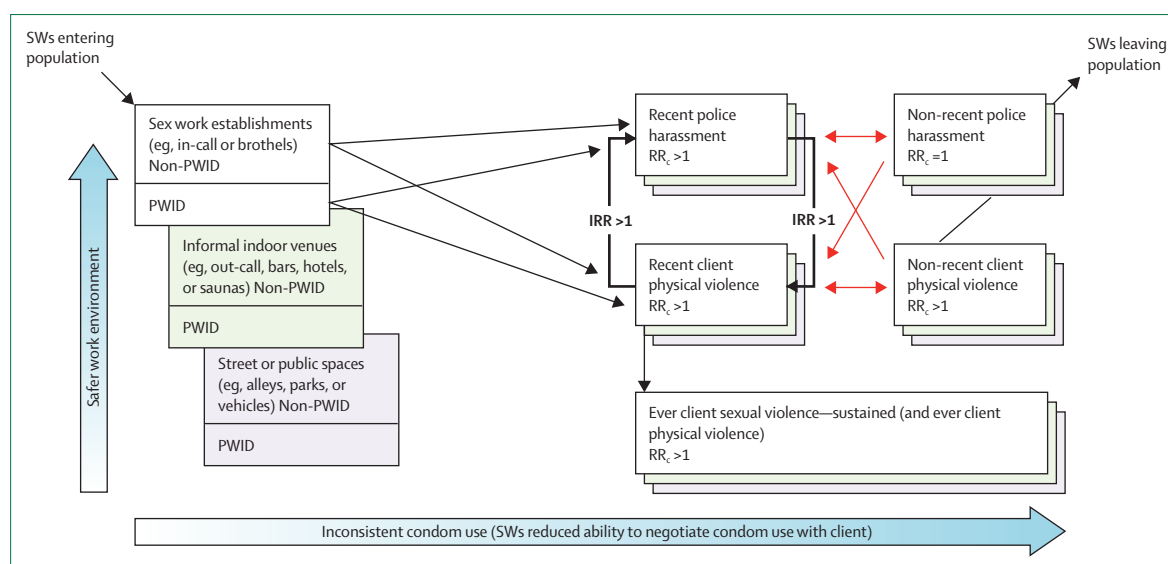 SWs entering
population
SWs leaving
population
Sex work establishments
(eg, in-call or brothels)
Non-PWID
PWID
Informal indoor venues
(eg, out-call, bars, hotels,
or saunas) Non-PWID
PWID
Street or public spaces
(eg, alleys, parks, or
vehicles) Non-PWID
PWID
Safer work environment
Recent police
harassment
RRc >1
Non-recent police
harassment
RRc =1
IRR >1
IRR >1
Recent client
physical violence
RRc >1
Non-recent client
physical violence
RRc >1
Ever client sexual violence—sustained (and ever client
physical violence)
RRc >1
Inconsistent condom use (SWs reduced ability to negotiate condom use with client)